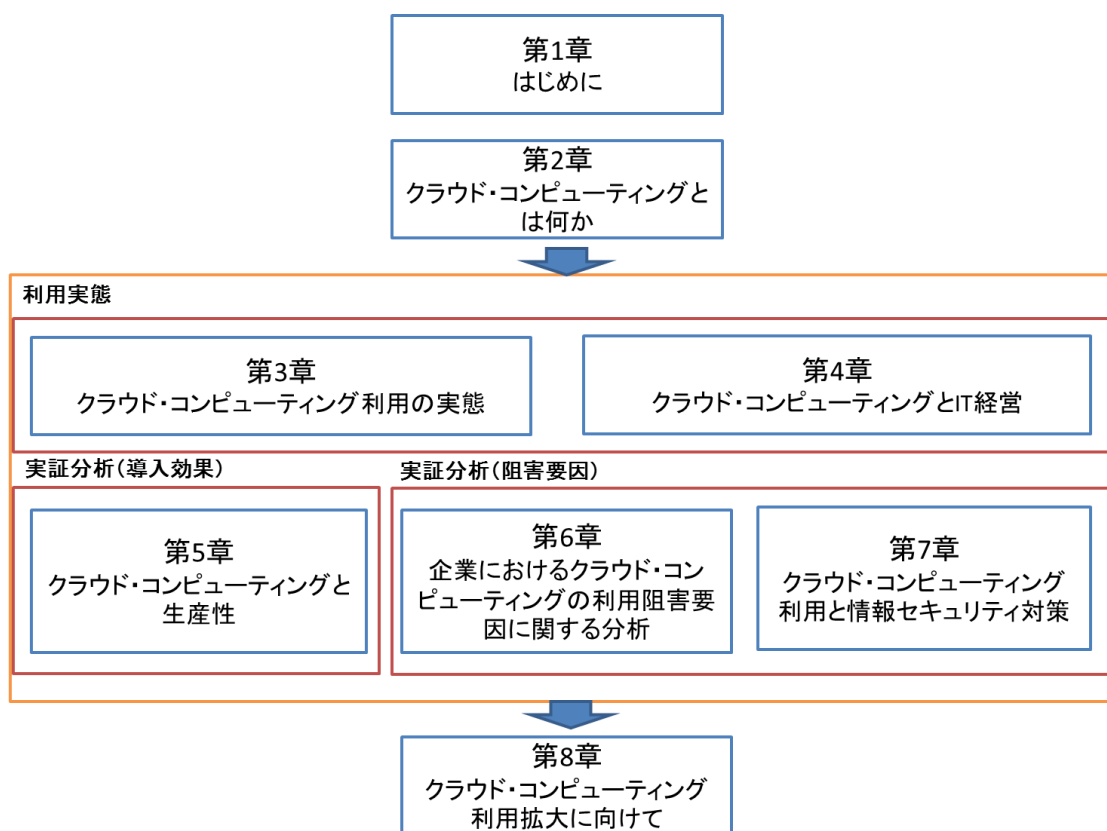 第1章
はじめに
第2章
クラウド・コンピューティングと
は何か
利用実態
第3章
クラウド・コンピューティング利用の実態
第4章
クラウド・コンピューティングとIT経営
実証分析（導入効果）
第5章
クラウド・コンピューティングと
生産性
実証分析（阻害要因）
第6章
企業におけるクラウド・コン
ピューティングの利用阻害要
因に関する分析
第7章
クラウド・コンピューティング
利用と情報セキュリティ対策
第8章
クラウド・コンピューティング
利用拡大に向けて